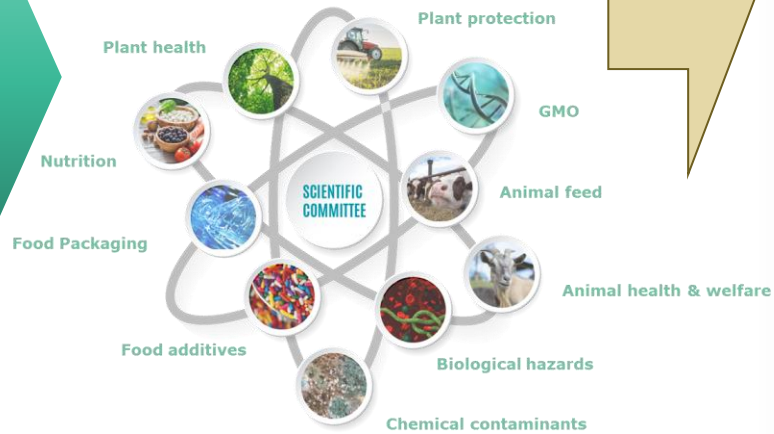 Plant protection
Plant health
GMO
Nutrition
SCIENTIFIC
COMMITTEE
Animal feed
Food Packaging
Animal health & welfare
Food additives
Biological hazards
Chemical contaminants